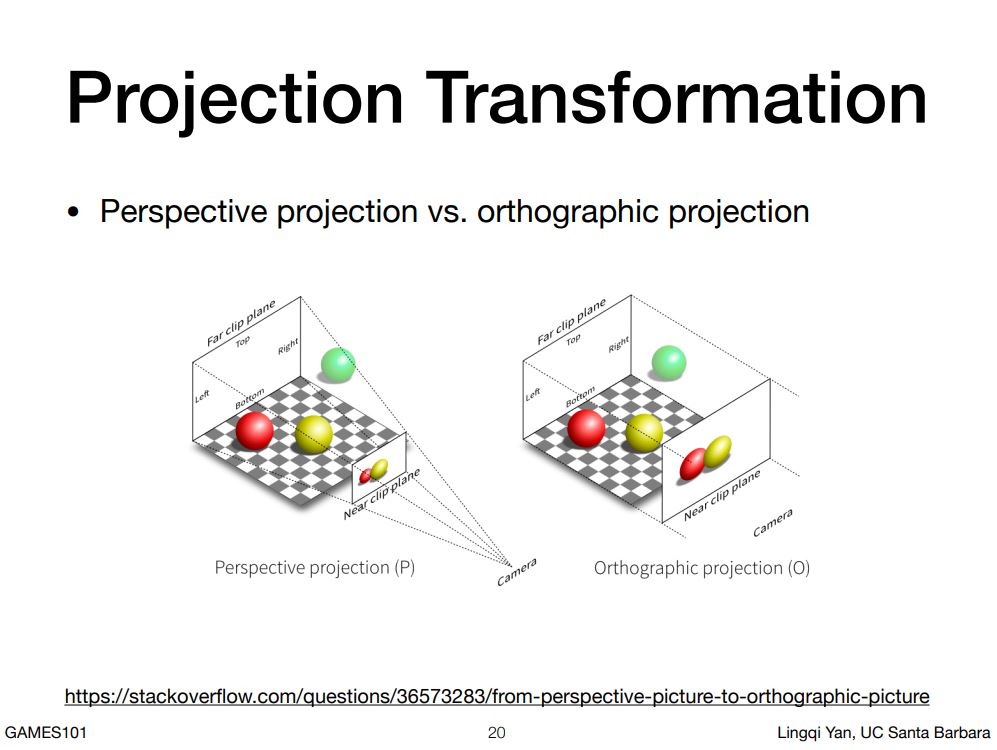 Projection Transformation
• Perspective projection vs. orthographic projection
Far clip plane
Top
Right
Left
Bottom
Near clip plane
Camera
Perspective projection (P)
Far clip plane
Top
Right
Left
Bottom
Near clip plane
Camera
Orthographic projection (O)
https://stackoverflow.com/questions/36573283/from-perspective-picture-to-orthographic-picture
GAMES101
20
Lingqi Yan, UC Santa Barbara